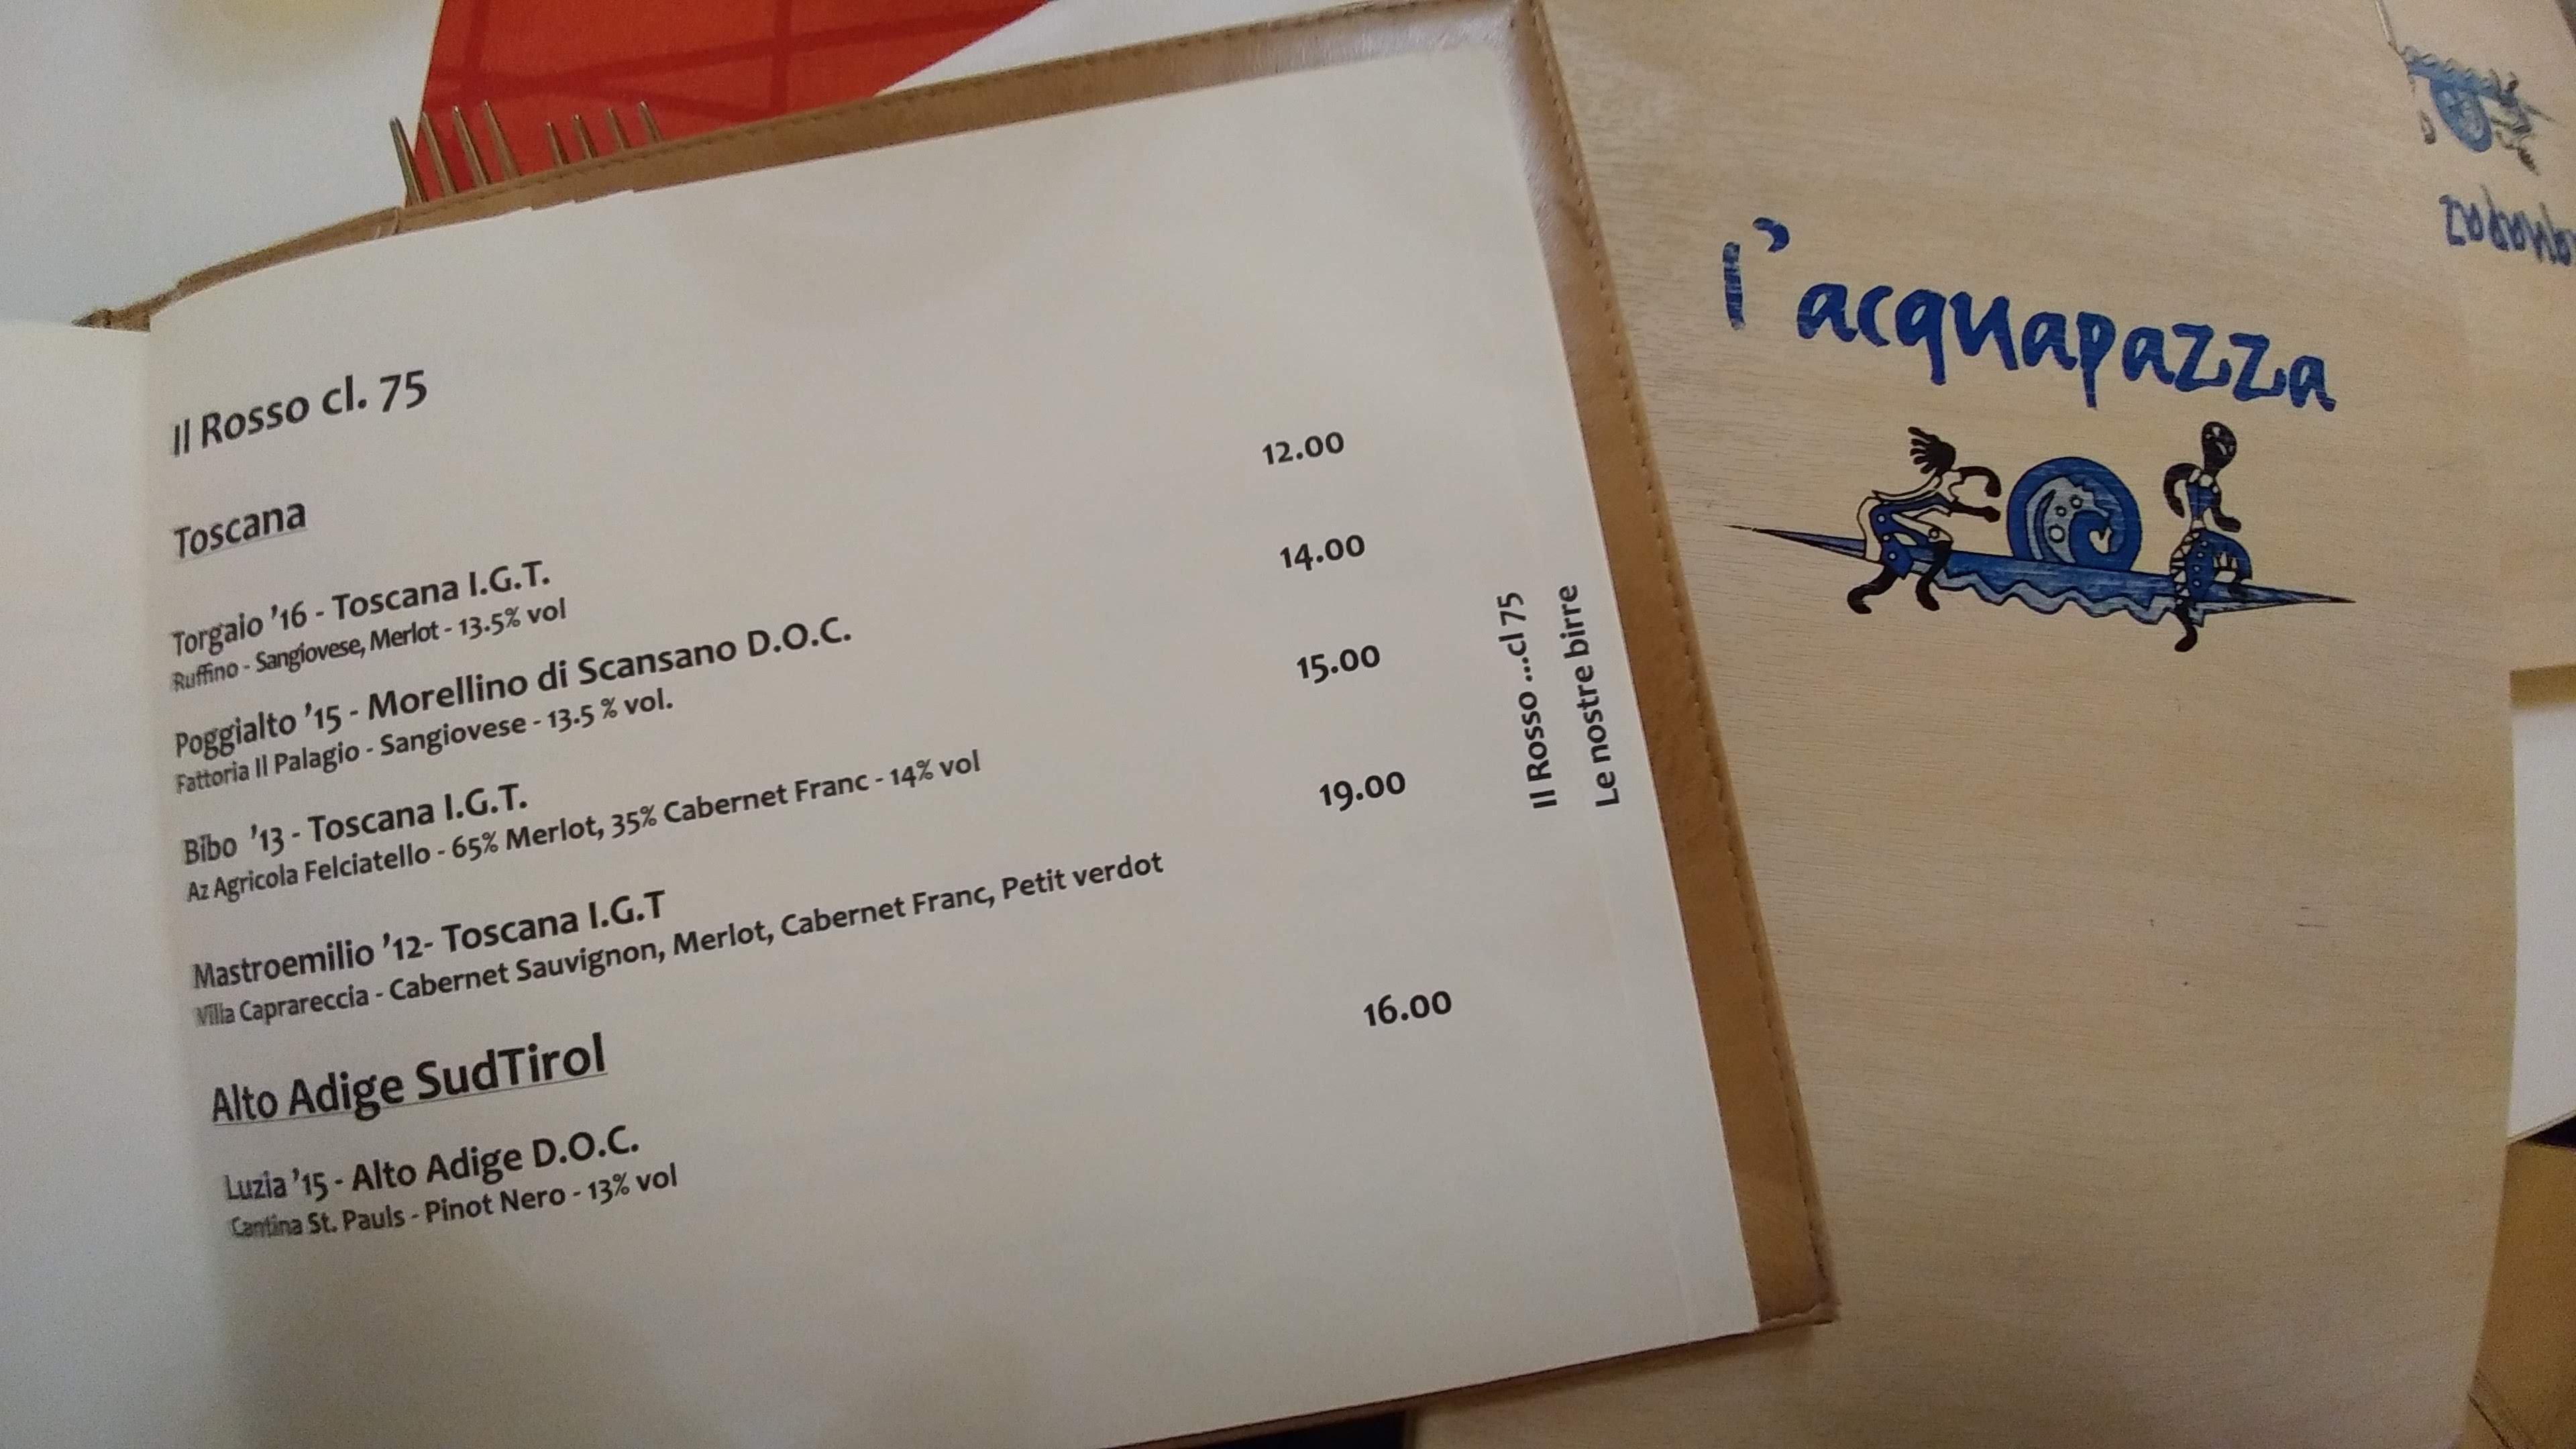 Il Rosso cl. 75
Toscana
Torgaio '16 - Toscana I.G.T. 12.00
Ruffino - Sangiovese, Merlot - 13.5% vol
Poggialto '15 - Morellino di Scansano D.O.C. 14.00
Fattoria Il Palagio - Sangiovese - 13.5 % vol.
Bibo '13 - Toscana I.G.T. 15.00
Az Agricola Felciatello - 65% Merlot, 35% Cabernet Franc - 14% vol
Mastroemilio '12- Toscana I.G.T 19.00
Villa Caprareccia - Cabernet Sauvignon, Merlot, Cabernet Franc, Petit verdot
Alto Adige SudTirol
Luzia '15 - Alto Adige D.O.C. 16.00
Cantina St. Pauls - Pinot Nero - 13% vol
Il Rosso ...cl 75
Le nostre birre
l'acquapazza